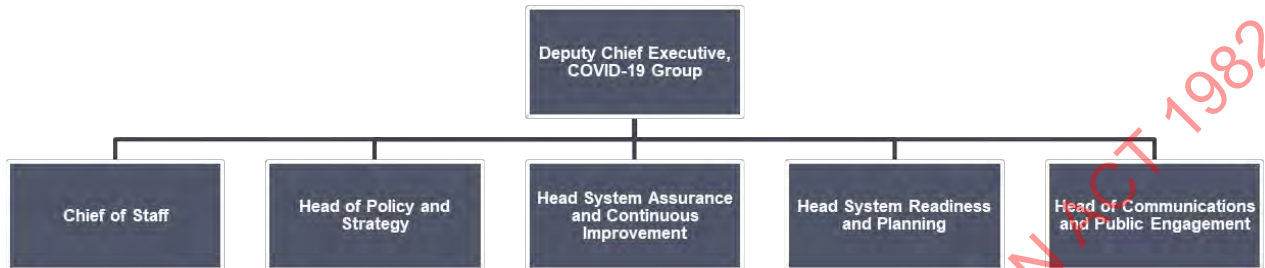 Deputy Chief Executive,
COVID-19 Group
Chief of Staff
Head of Policy and
Strategy
Head System Assurance
and Continuous
Improvement
Head System Readiness
and Planning
Head of Communications
and Public Engagement
N ACT 1982